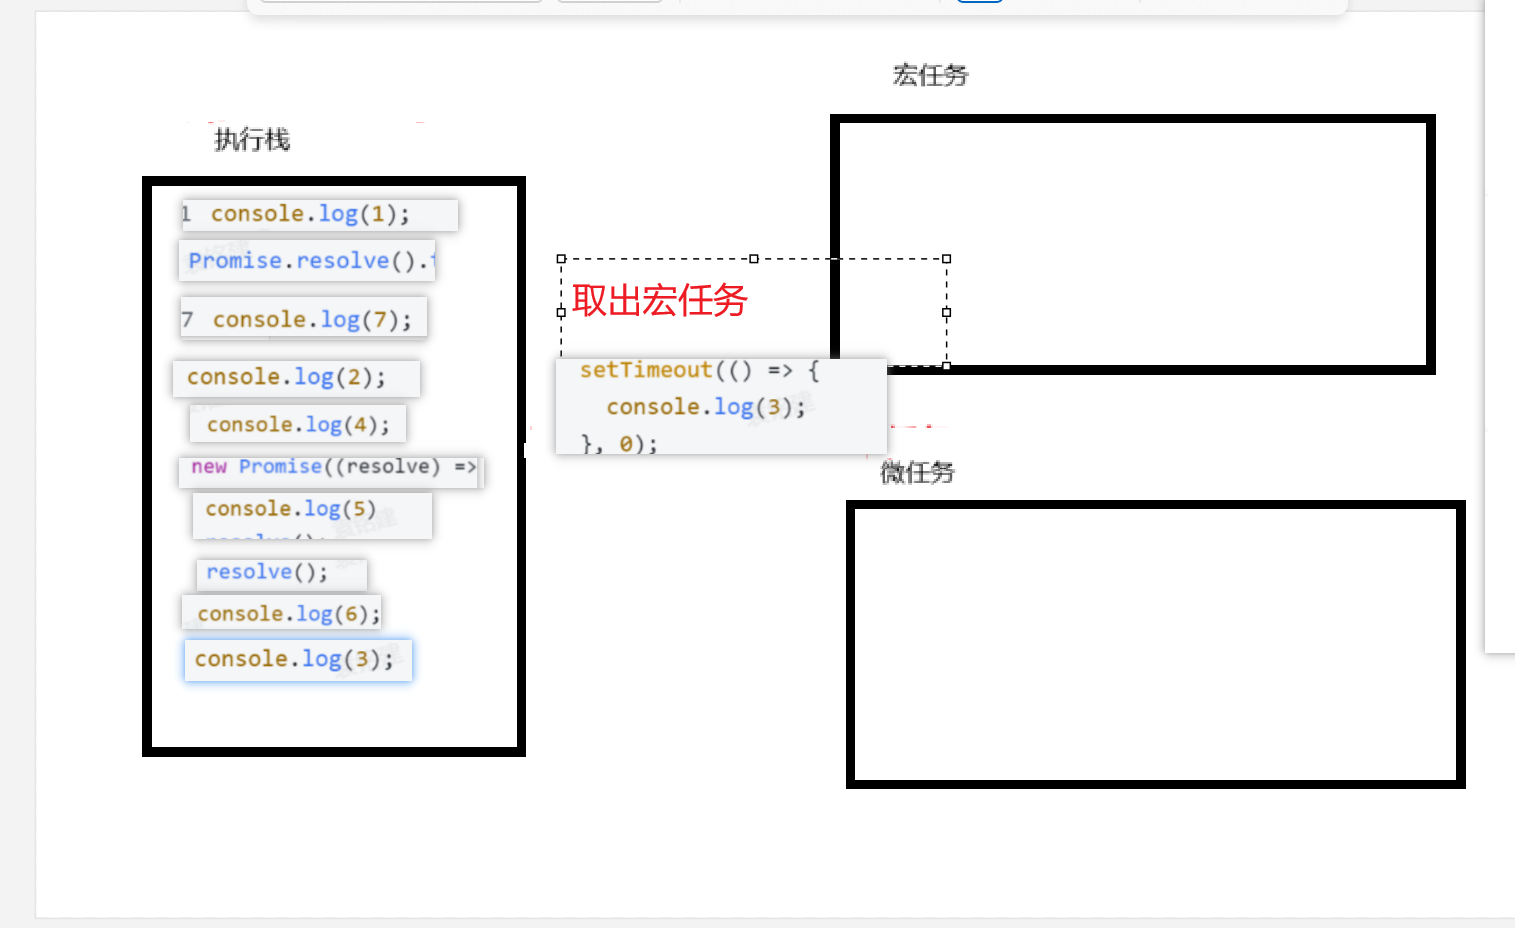 宏任务
执行栈
1 console.log(1);
Promise.resolve().
7 console.log(7);
console.log(2);
console.log(4);
new Promise((resolve) =>
console.log(5)
resolve();
console.log(6);
console.log(3);
取出宏任务
setTimeout(() => {
console.log(3);
}, 0);
微任务